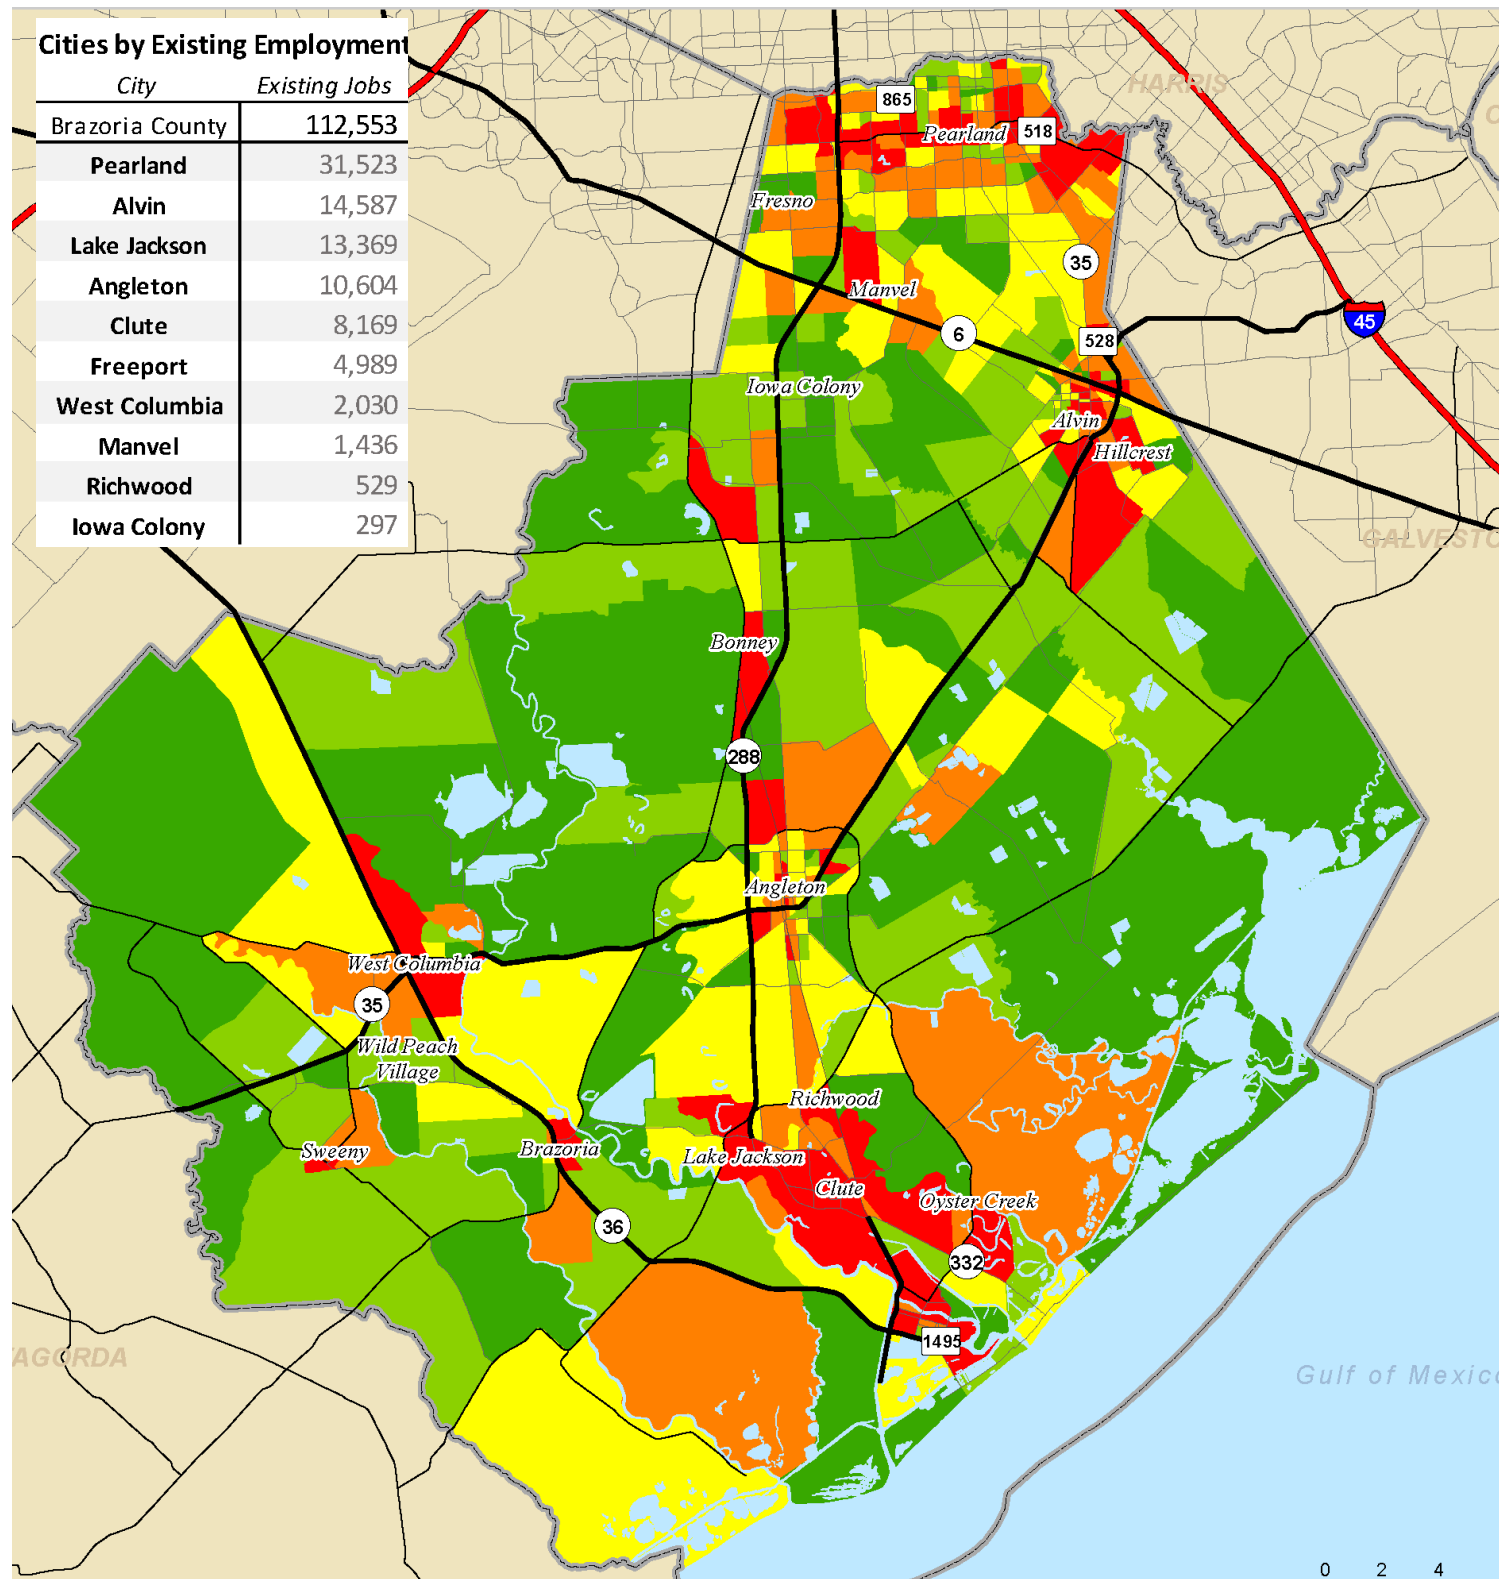 Cities by Existing Employment
City Existing Jobs
Brazoria County 112,553
Pearland 31,523
Alvin 14,587
Lake Jackson 13,369
Angleton 10,604
Clute 8,169
Freeport 4,989
West Columbia 2,030
Manvel 1,436
Richwood 529
Iowa Colony 297
HARRIS
865
Pearland
518
Fresno
35
Manvel
6
528
45
Iowa Colony
Alvin
Hillcrest
GALVESTO
Bonney
288
Angleton
West Columbia
35
Wild Peach
Village
Richwood
Sweeny
Brazoria
Lake Jackson
Clute
Oyster Creek
36
332
1495
TAGORDA
Gulf of Mexico
0 2 4